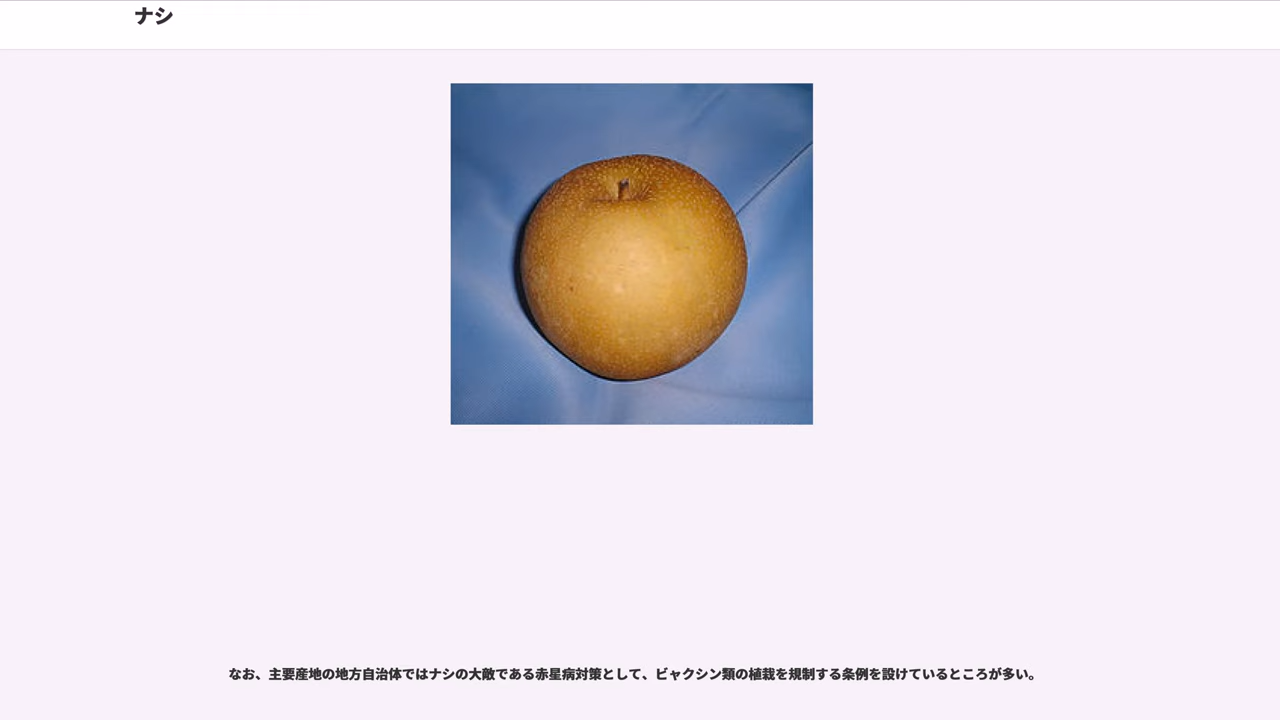 ナシ
なお、主要産地の地方自治体ではナシの大敵である赤星病対策として、ビャクシン類の植栽を規制する条例を設けているところが多い。